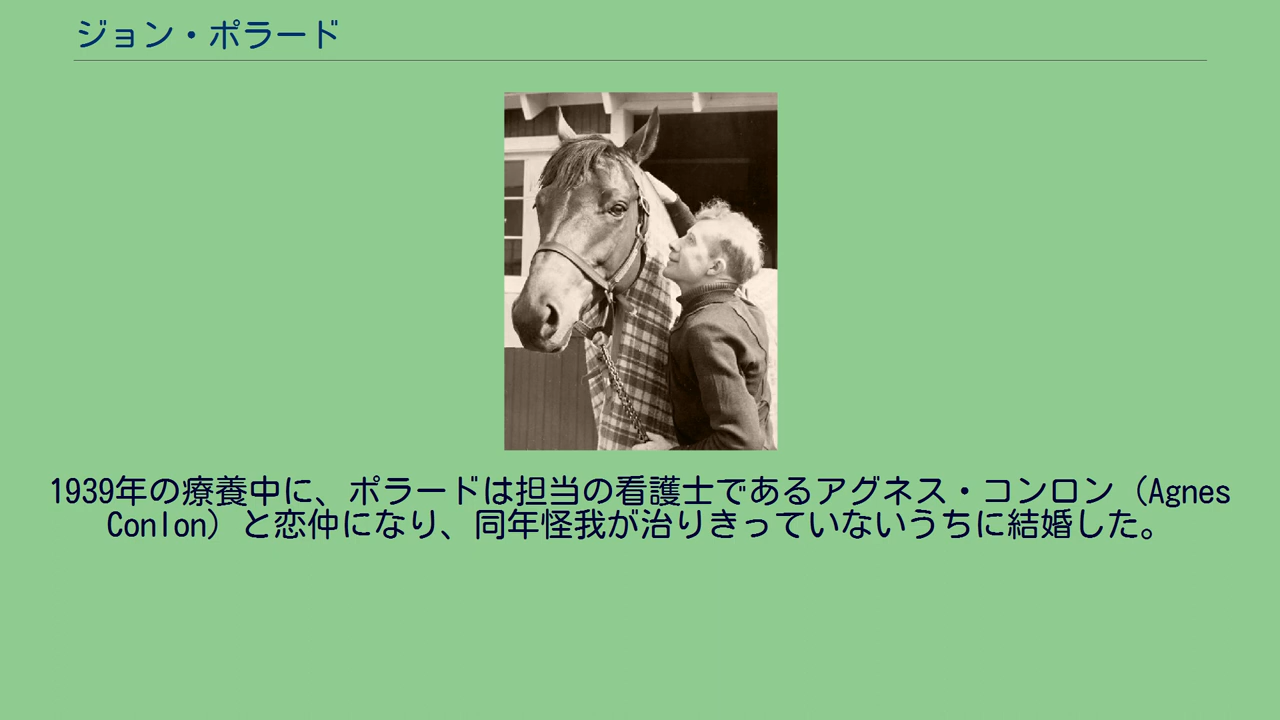 ジョン・ポラード
1939年の療養中に、ポラードは担当の看護士であるアグネス・コンロン（Agnes
Conlon）と恋仲になり、同年怪我が治りきっていないうちに結婚した。